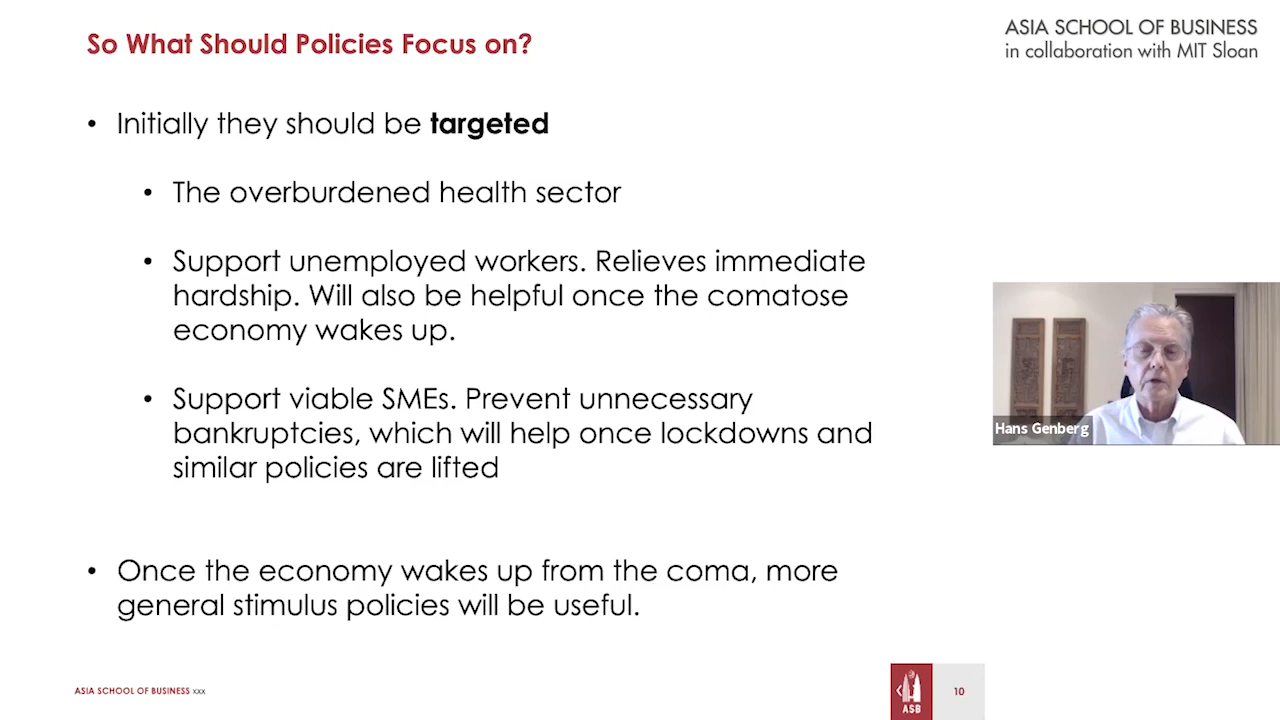 So What Should Policies Focus on?
ASIA SCHOOL OF BUSINESS
in collaboration with MIT Sloan
• Initially they should be targeted
• The overburdened health sector
• Support unemployed workers. Relieves immediate
hardship. Will also be helpful once the comatose
economy wakes up.
• Support viable SMEs. Prevent unnecessary
bankruptcies, which will help once lockdowns and
similar policies are lifted
• Once the economy wakes up from the coma, more
general stimulus policies will be useful.
Hans Genberg
ASIA SCHOOL OF BUSINESS xxx
ASB
10